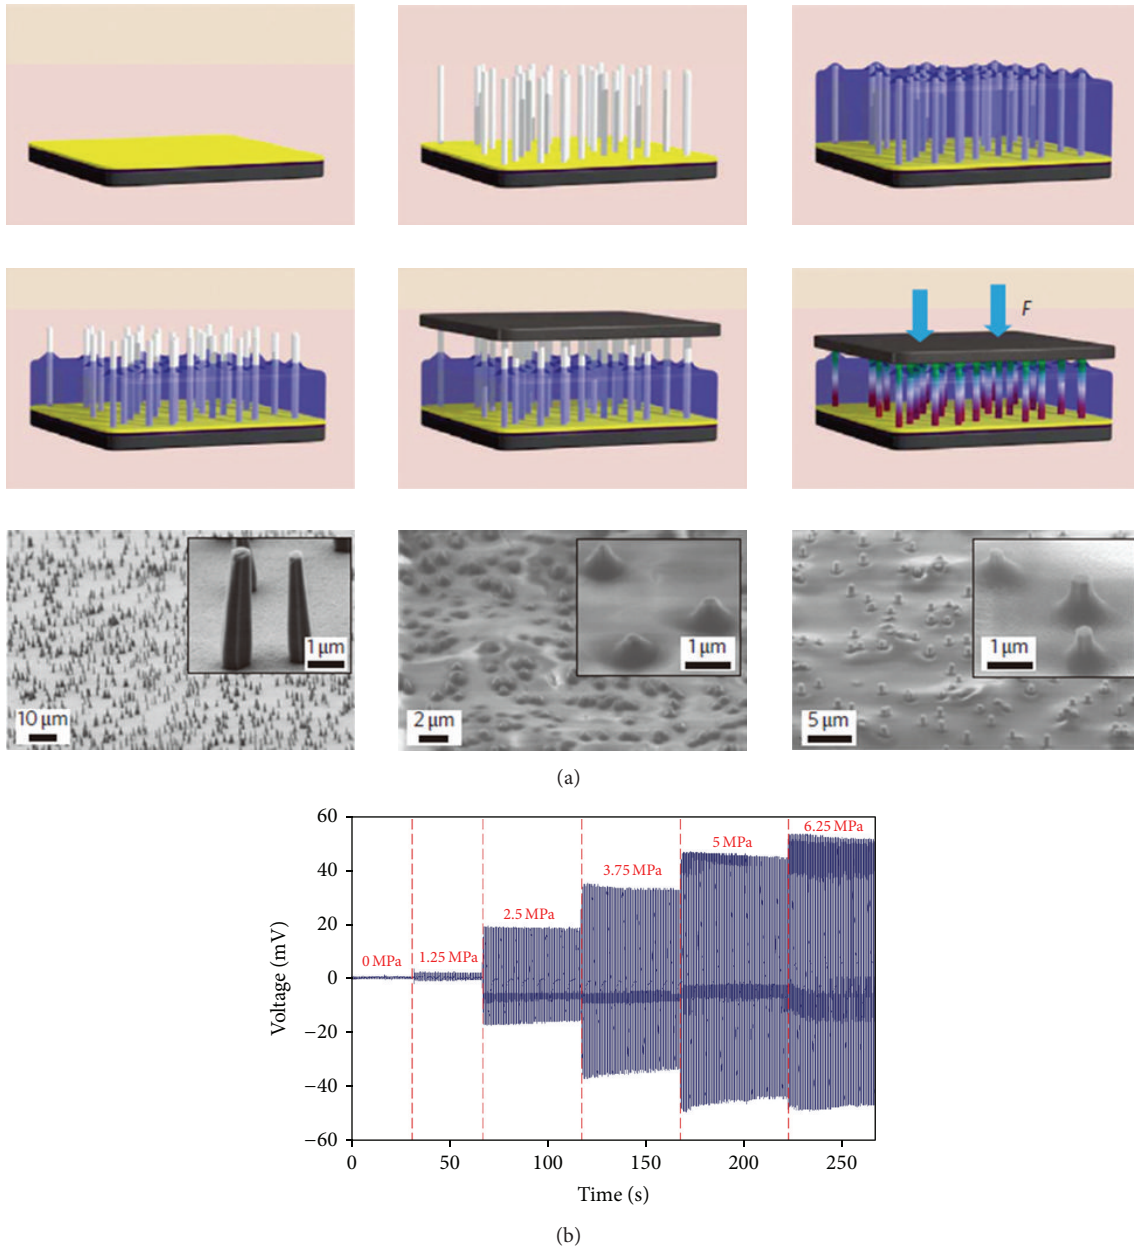 F
1 μm
10 μm
1 μm
2 μm
1 μm
5 μm
(a)
60
40
20
0
−20
−40
−60
Voltage (mV)
0 MPa
1.25 MPa
2.5 MPa
3.75 MPa
5 MPa
6.25 MPa
0 50 100 150 200 250
Time (s)
(b)